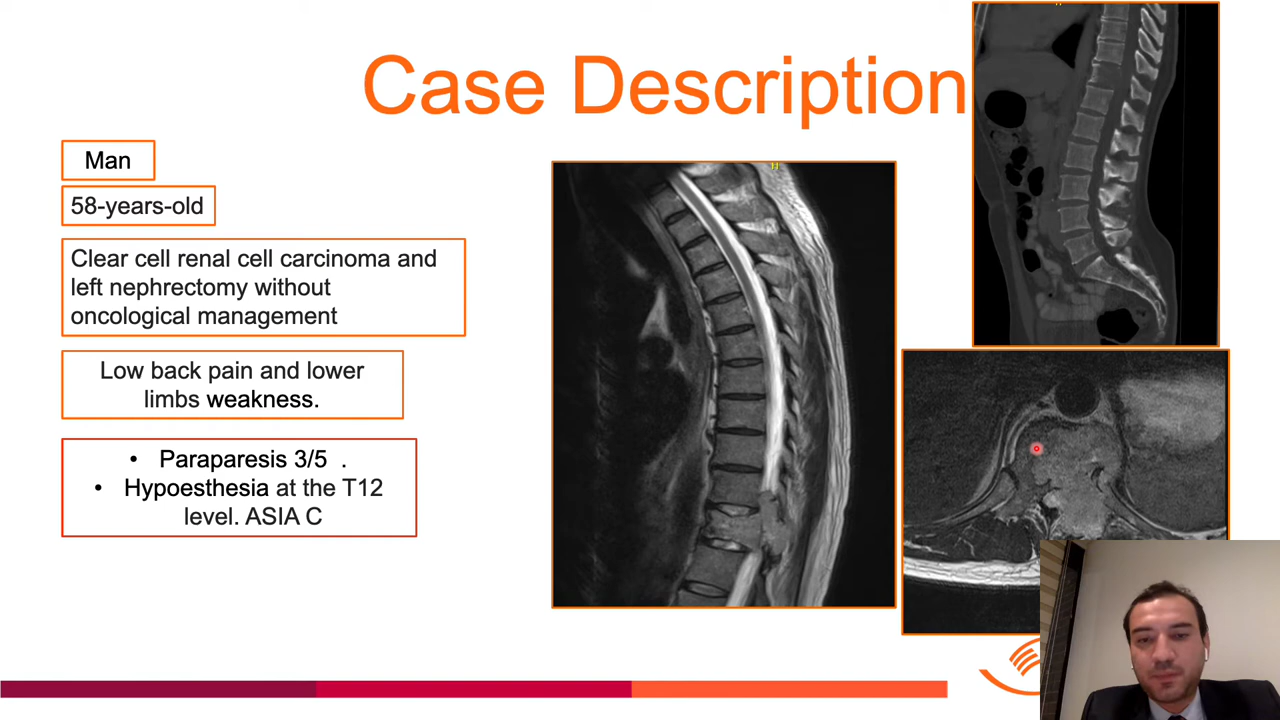 Case Description
Man
58-years-old
Clear cell renal cell carcinoma and
left nephrectomy without
oncological management
Low back pain and lower
limbs weakness.
• Paraparesis 3/5 .
• Hypoesthesia at the T12
level. ASIA C